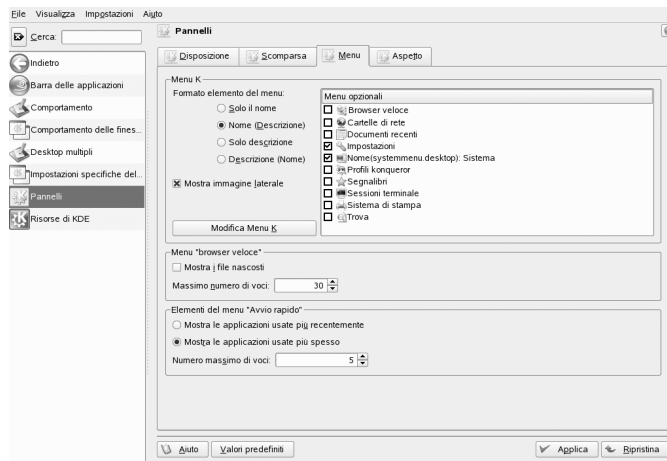 File Visualizza Impostazioni Aiuto
Cerca:
Indietro
Barra delle applicazioni
Comportamento
Comportamento delle fines...
Desktop multipli
Impostazioni specifiche del...
Pannelli
Risorse di KDE
Pannelli
Disposizione Scomparsa Menu Aspetto
Menu K
Formato elemento del menu:
Solo il nome
Nome (Descrizione)
Solo descrizione
Descrizione (Nome)
Mostra immagine laterale
Modifica Menu K
Menu opzionali
Browser veloce
Cartelle di rete
Documenti recenti
Impostazioni
Nome(systemmenu.desktop): Sistema
Profili konqueror
Segnalibri
Sessioni terminale
Sistema di stampa
Trova
Menu "browser veloce"
Mostra i file nascosti
Massimo numero di voci: 30
Elementi del menu "Avvio rapido"
Mostra le applicazioni usate più recentemente
Mostra le applicazioni usate più spesso
Numero massimo di voci: 5
Aiuto Valori predefiniti Applica Ripristina